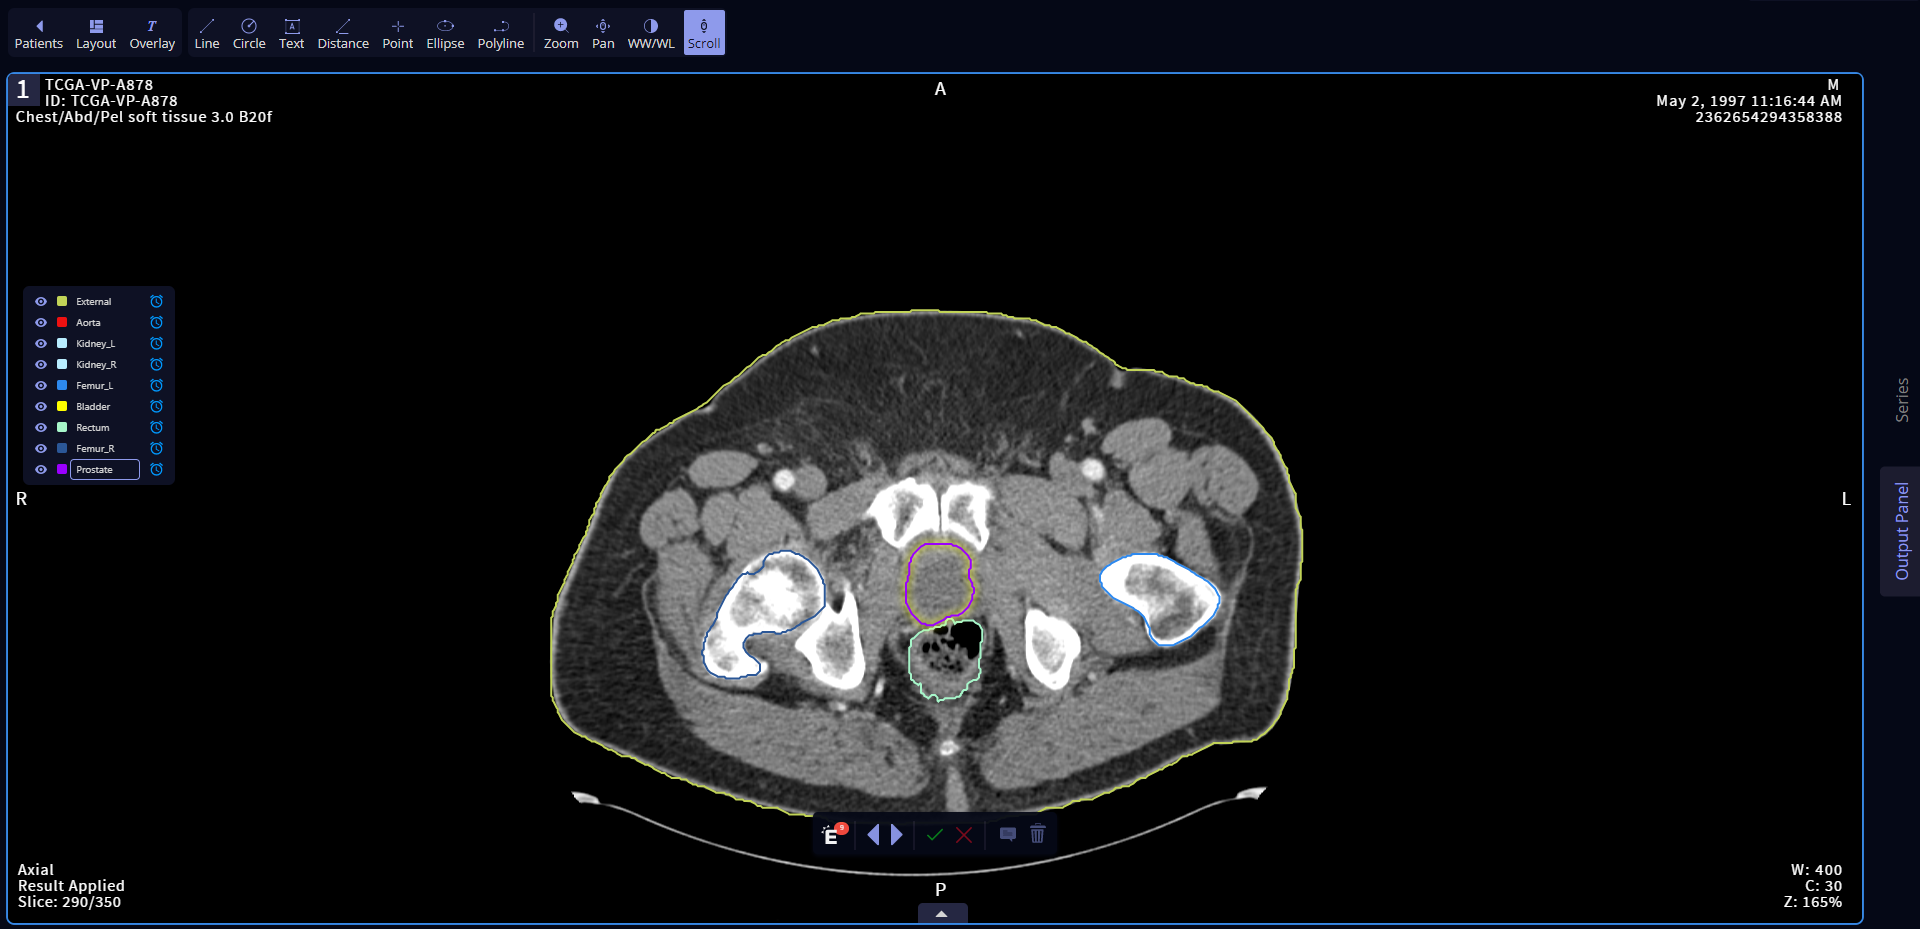 Patients Layout Overlay Line Circle Text Distance Point Ellipse Polyline Zoom Pan WW/WL Scroll
1
TCGA-VP-A878
ID: TCGA-VP-A878
Chest/Abd/Pel soft tissue 3.0 B20f
A
M
May 2, 1997 11:16:44 AM
2362654294358388
External
Aorta
Kidney_L
Kidney_R
Femur_L
Bladder
Rectum
Femur_R
Prostate
R
L
Series
Output Panel
E 9
Axial
Result Applied
Slice: 290/350
P
W: 400
C: 30
Z: 165%